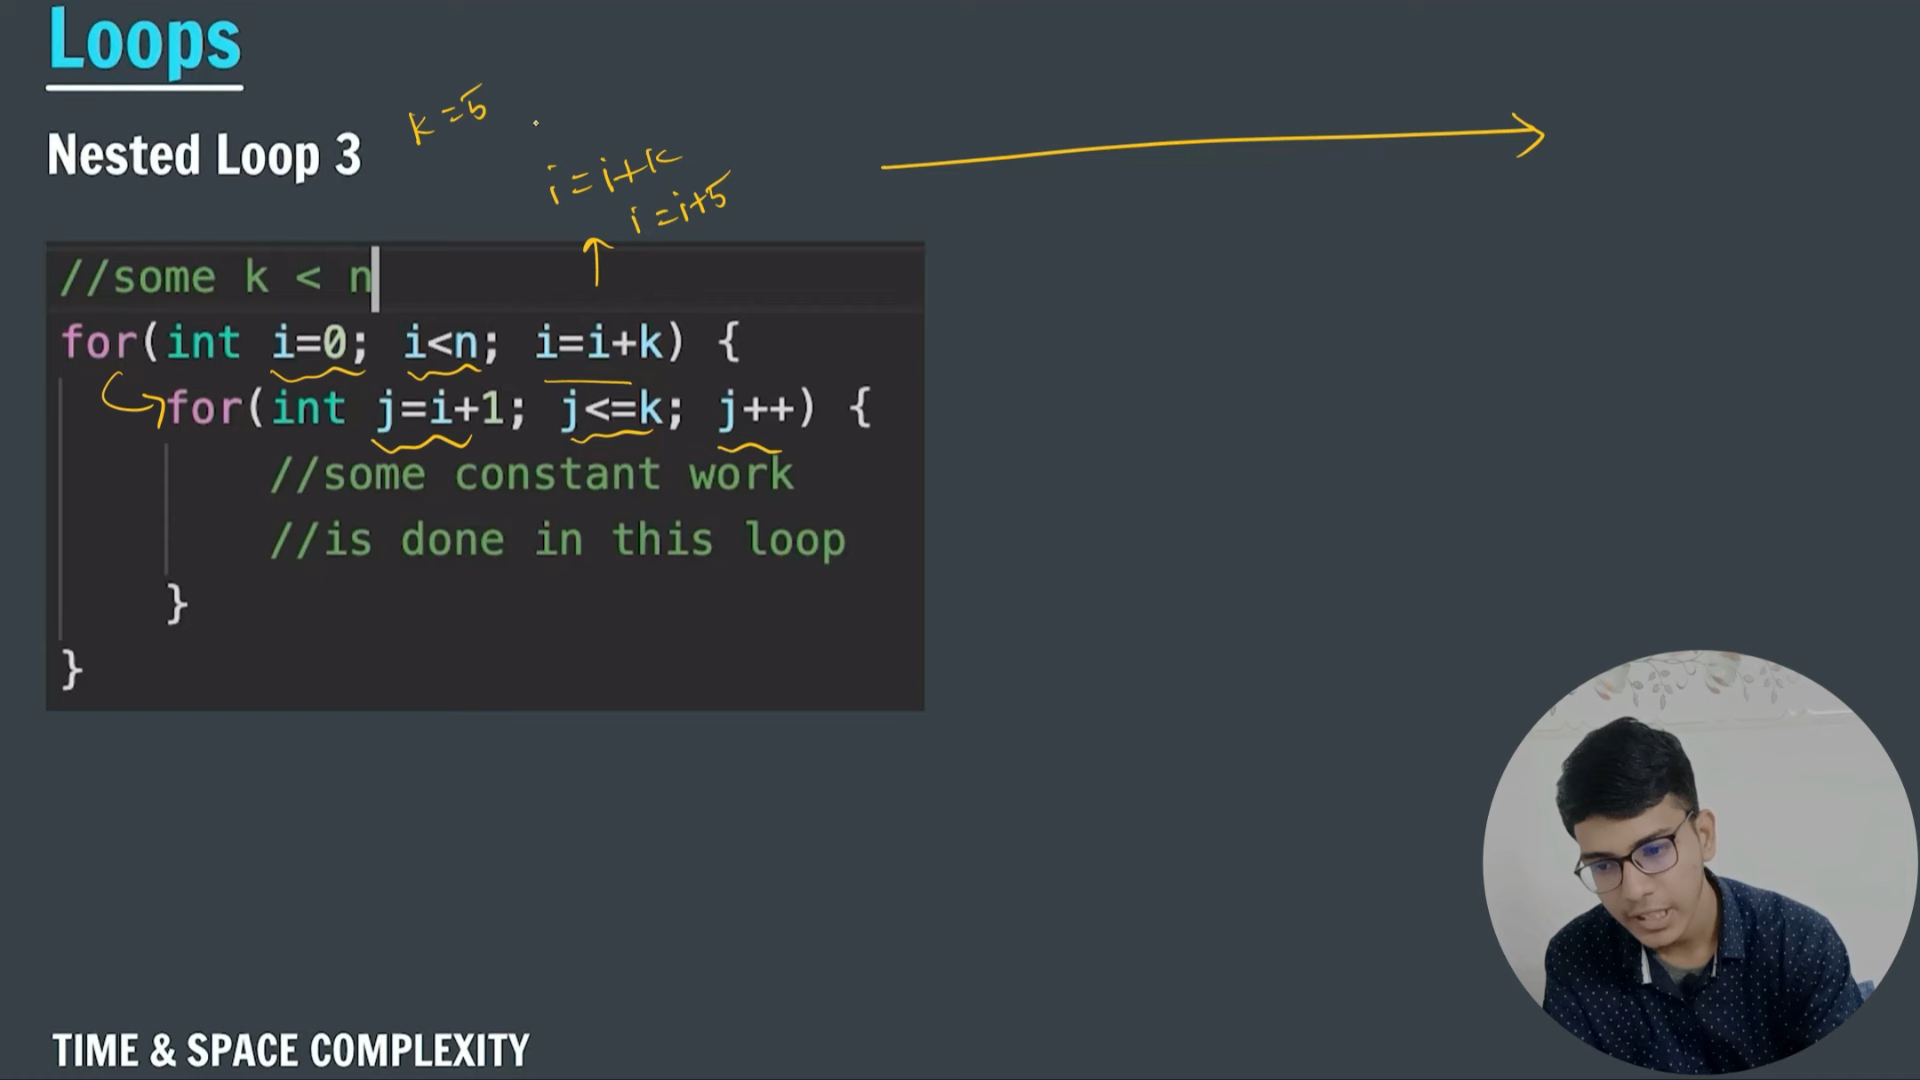 Loops
k=5
Nested Loop 3
i=i+k
i=i+5
//some k < n
for(int i=0; i<n; i=i+k) {
for(int j=i+1; j<=k; j++) {
//some constant work
//is done in this loop
}
}
TIME & SPACE COMPLEXITY